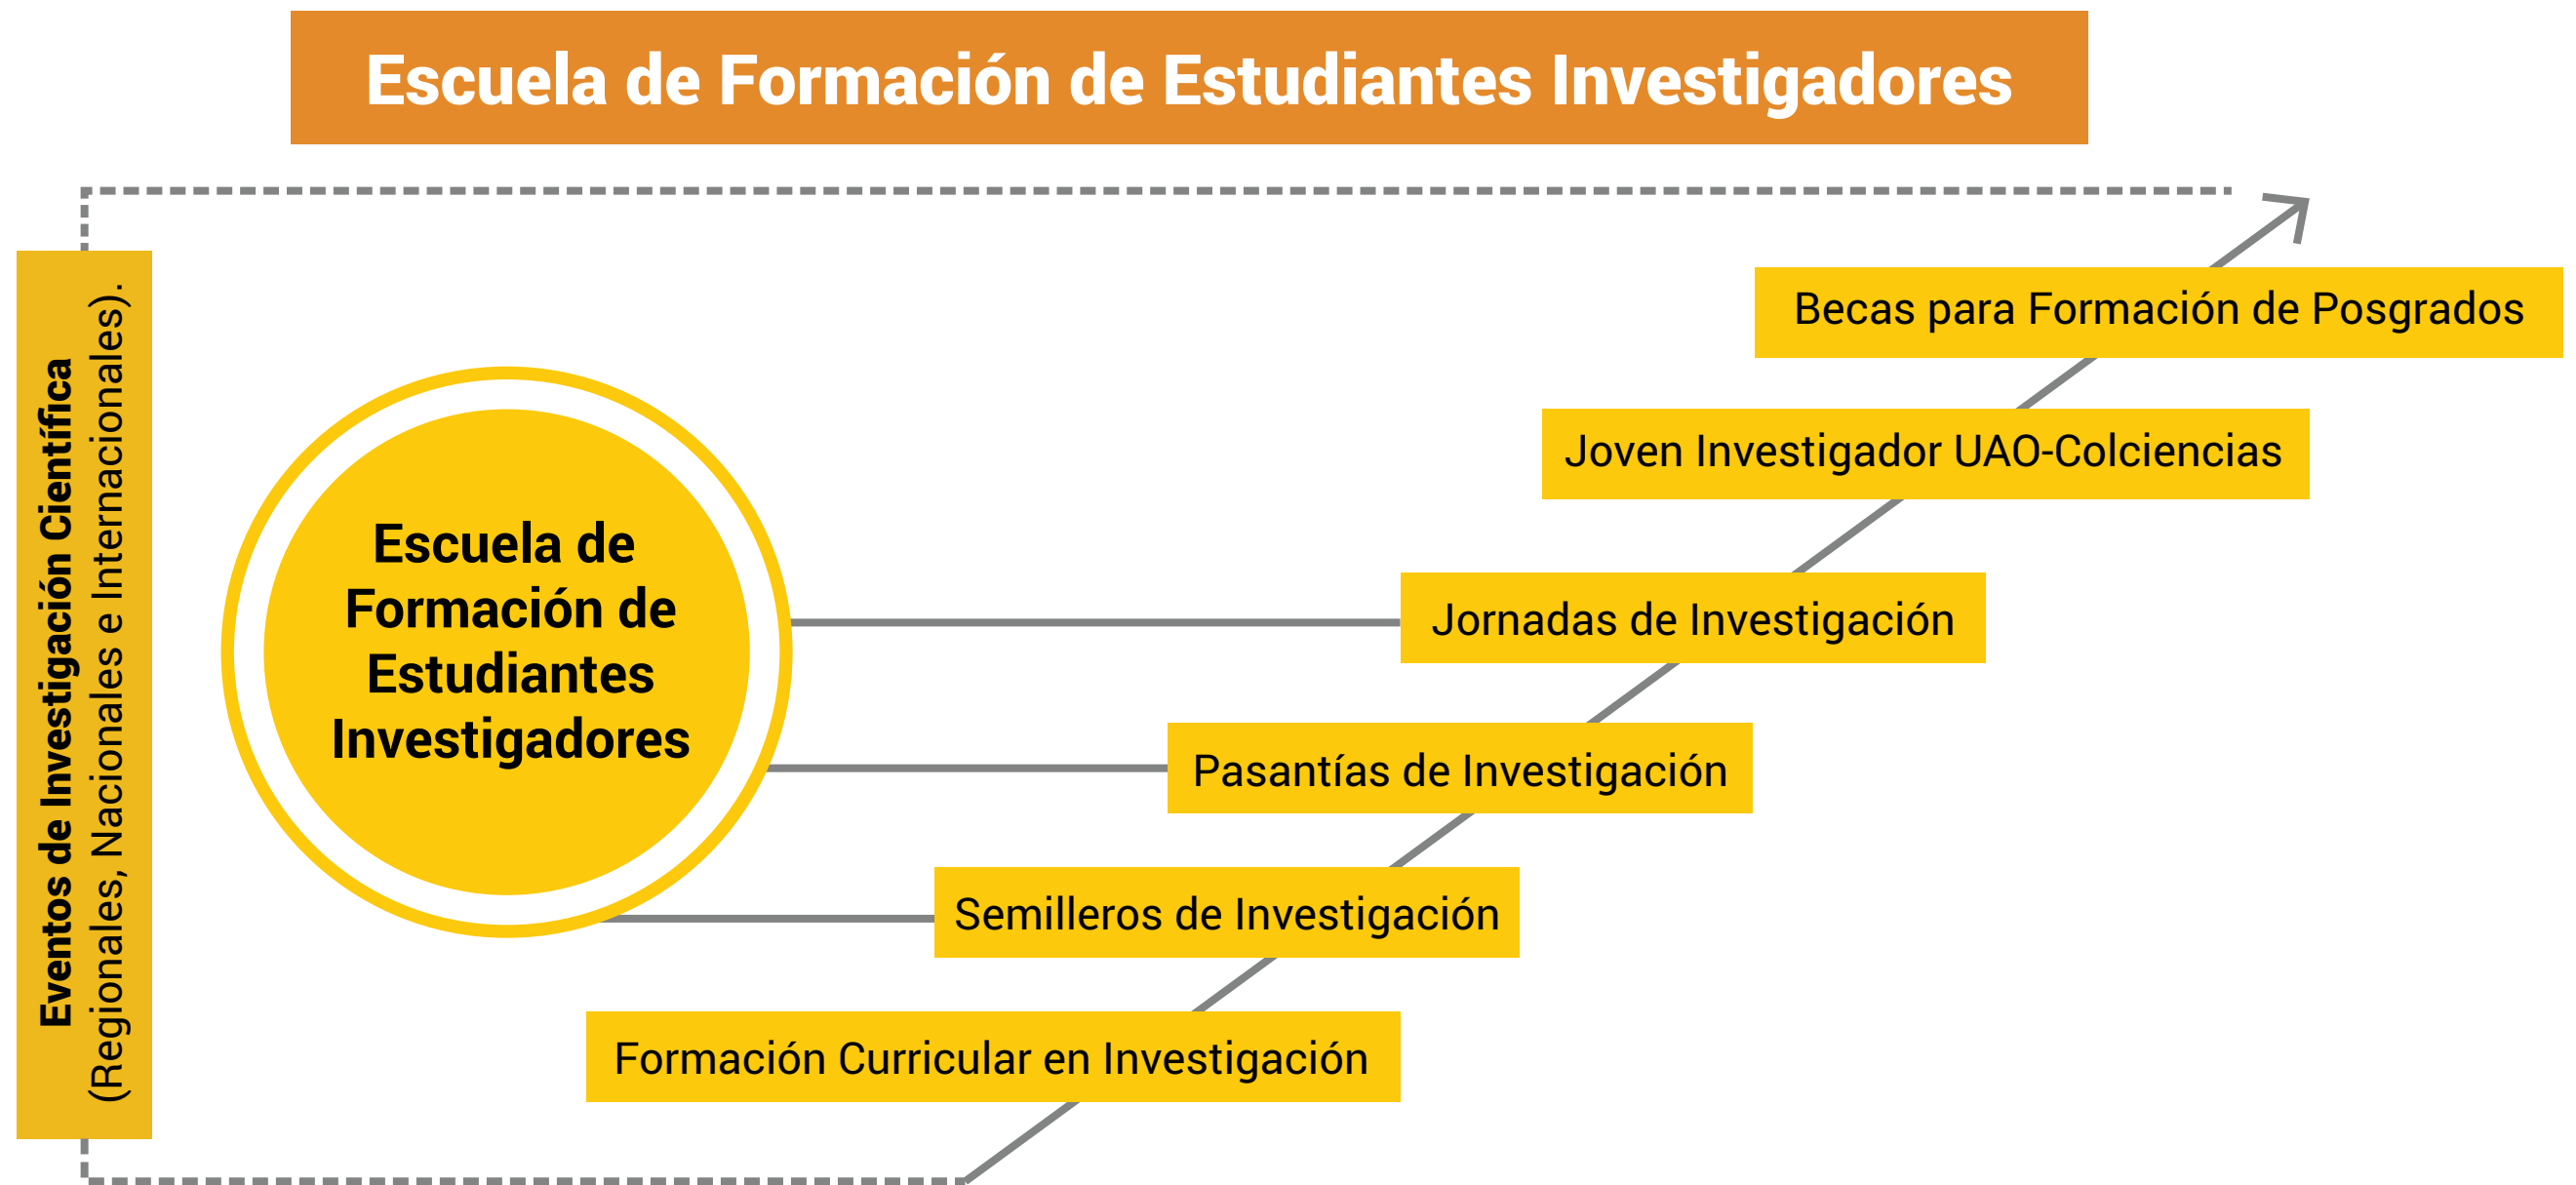 Escuela de Formación de Estudiantes Investigadores
Eventos de Investigación Científica
(Regionales, Nacionales e Internacionales).
Escuela de
Formación de
Estudiantes
Investigadores
Becas para Formación de Posgrados
Joven Investigador UAO-Colciencias
Jornadas de Investigación
Pasantías de Investigación
Semilleros de Investigación
Formación Curricular en Investigación